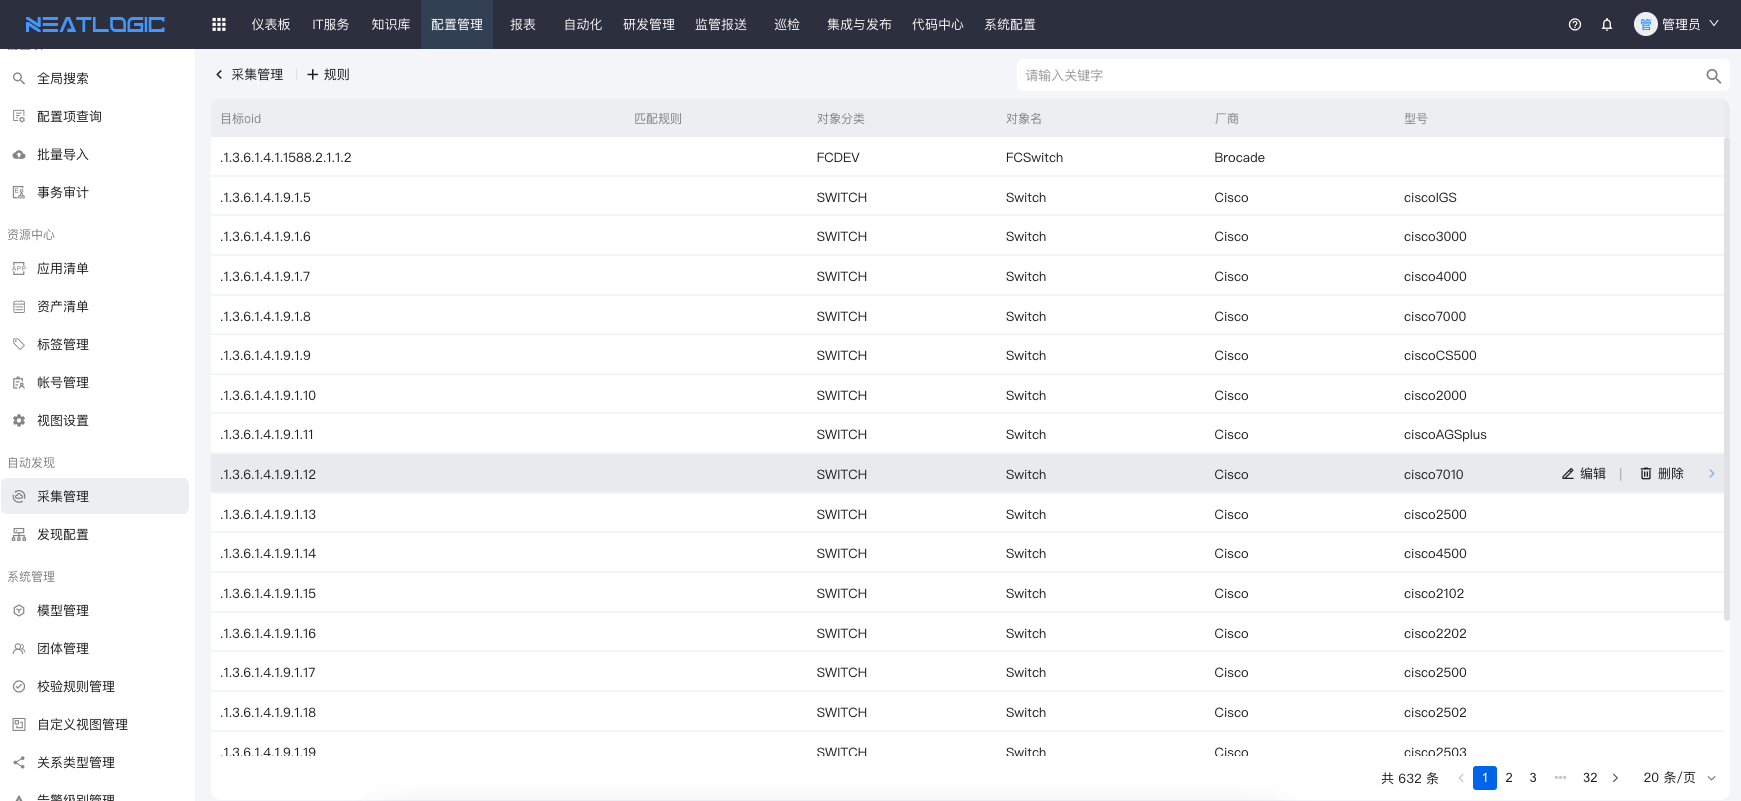 NEATLOGIC 仪表板 IT服务 知识库 配置管理 报表 自动化 研发管理 监管报送 巡检 集成与发布 代码中心 系统配置 管 管理员
全局搜索
配置项查询
批量导入
事务审计
资源中心
应用清单
资产清单
标签管理
帐号管理
视图设置
自动发现
采集管理
发现配置
系统管理
模型管理
团体管理
校验规则管理
自定义视图管理
关系类型管理
告警级别管理
采集管理 + 规则 请输入关键字
目标oid 匹配规则 对象分类 对象名 厂商 型号
.1.3.6.1.4.1.1588.2.1.1.2 FCDEV FCSwitch Brocade
.1.3.6.1.4.1.9.1.5 SWITCH Switch Cisco ciscoIGS
.1.3.6.1.4.1.9.1.6 SWITCH Switch Cisco cisco3000
.1.3.6.1.4.1.9.1.7 SWITCH Switch Cisco cisco4000
.1.3.6.1.4.1.9.1.8 SWITCH Switch Cisco cisco7000
.1.3.6.1.4.1.9.1.9 SWITCH Switch Cisco ciscoCS500
.1.3.6.1.4.1.9.1.10 SWITCH Switch Cisco cisco2000
.1.3.6.1.4.1.9.1.11 SWITCH Switch Cisco ciscoAGSplus
.1.3.6.1.4.1.9.1.12 SWITCH Switch Cisco cisco7010 编辑 | 删除
.1.3.6.1.4.1.9.1.13 SWITCH Switch Cisco cisco2500
.1.3.6.1.4.1.9.1.14 SWITCH Switch Cisco cisco4500
.1.3.6.1.4.1.9.1.15 SWITCH Switch Cisco cisco2102
.1.3.6.1.4.1.9.1.16 SWITCH Switch Cisco cisco2202
.1.3.6.1.4.1.9.1.17 SWITCH Switch Cisco cisco2500
.1.3.6.1.4.1.9.1.18 SWITCH Switch Cisco cisco2502
.1.3.6.1.4.1.9.1.19 SWITCH Switch Cisco cisco2503
共 632 条 1 2 3 ••• 32 20 条/页